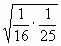 √(1/16 · 1/25)